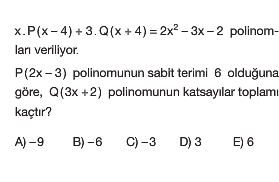 x.P(x – 4) + 3.Q(x + 4) = 2x² – 3x – 2 polinom-
ları veriliyor.
P(2x – 3) polinomunun sabit terimi 6 olduğuna
göre, Q(3x +2) polinomunun katsayılar toplamı
kaçtır?
A) –9 B) –6 C) –3 D) 3 E) 6